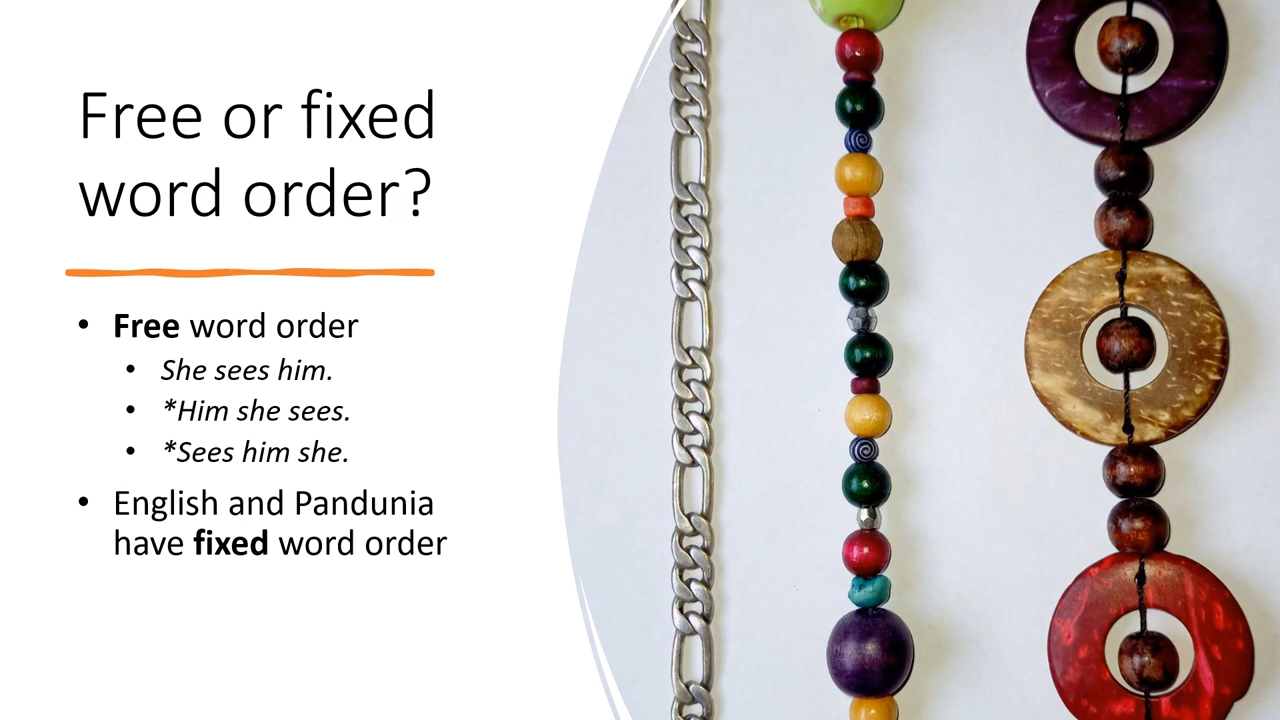 Free or fixed
word order?
• Free word order
• She sees him.
• *Him she sees.
• *Sees him she.
• English and Pandunia
have fixed word order